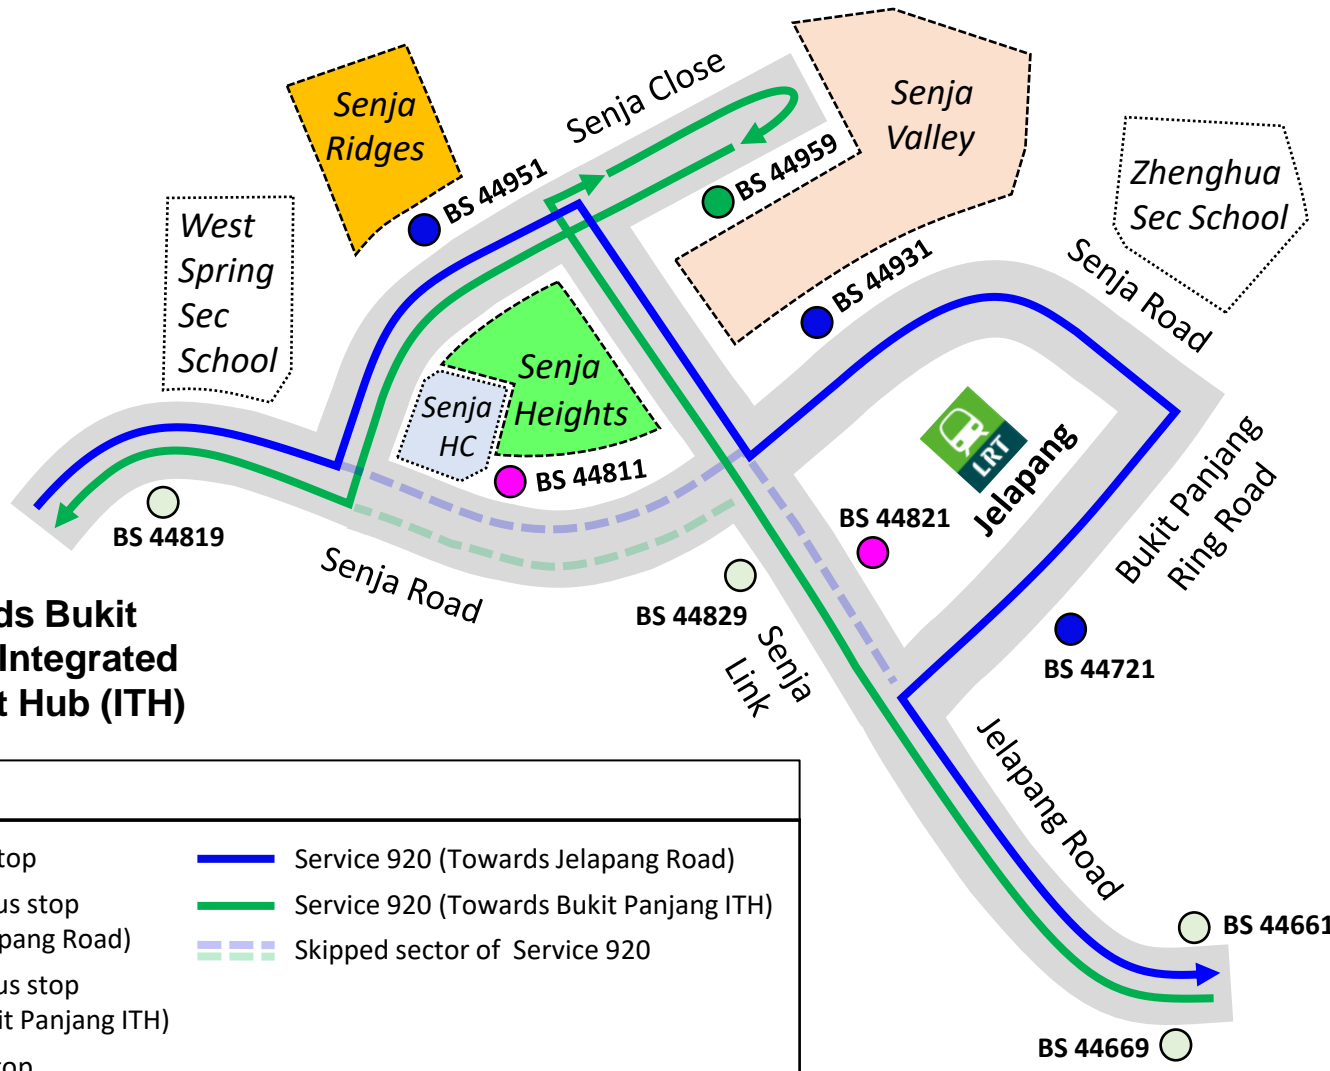 Senja Close
Senja
Ridges
Senja
Valley
BS 44951
BS 44959
Zhenghua
Sec School
West
Spring
Sec
School
BS 44931
Senja Road
Senja
Heights
Senja
HC
BS 44811
LRT
Jelapang
Bukit Panjang
Ring Road
BS 44819
BS 44821
Senja Road
BS 44829
Senja
Link
BS 44721
ds Bukit
Integrated
t Hub (ITH)
Jelapang Road
top
Service 920 (Towards Jelapang Road)
us stop
pang Road)
Service 920 (Towards Bukit Panjang ITH)
Skipped sector of Service 920
us stop
it Panjang ITH)
top
BS 44661
BS 44669